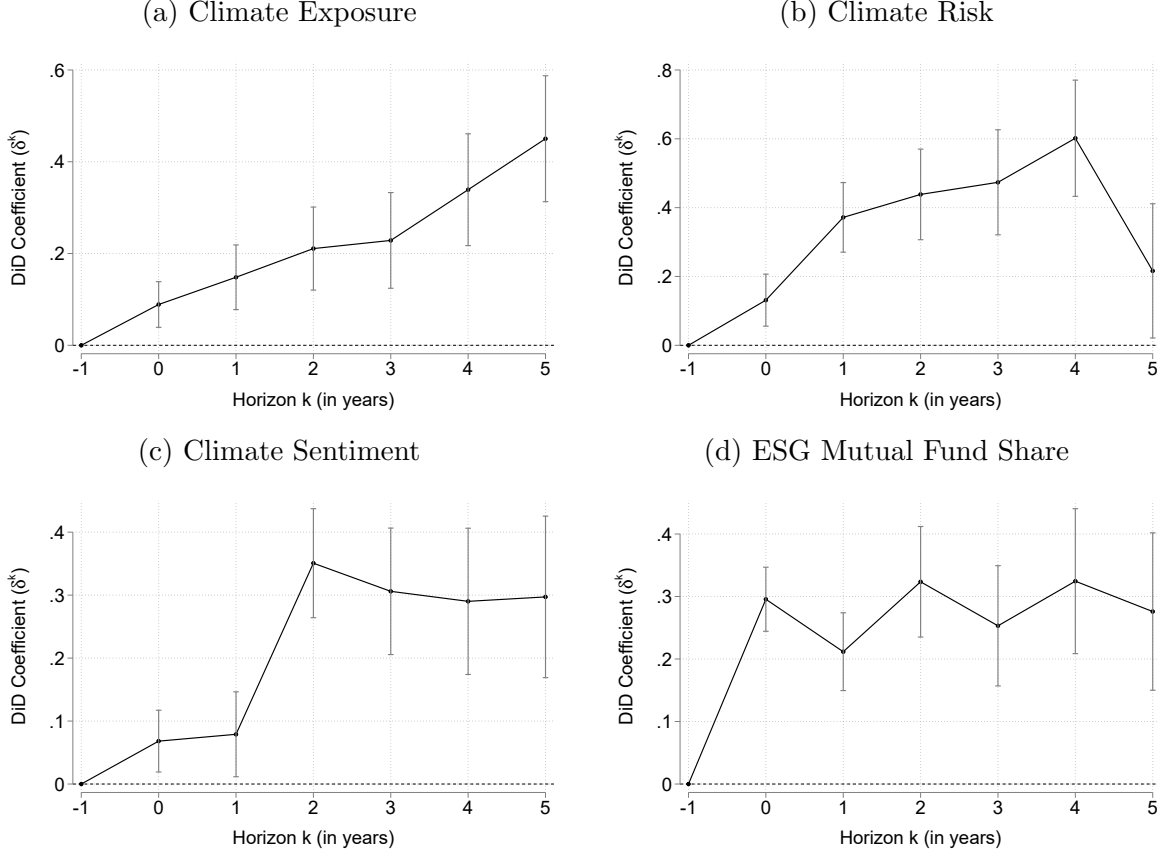 (a) Climate Exposure
.6
.4
.2
0
DiD Coefficient (δᵏ)
-1 0 1 2 3 4 5
Horizon k (in years)
(b) Climate Risk
.8
.6
.4
.2
0
DiD Coefficient (δᵏ)
-1 0 1 2 3 4 5
Horizon k (in years)
(c) Climate Sentiment
.4
.3
.2
.1
0
DiD Coefficient (δᵏ)
-1 0 1 2 3 4 5
Horizon k (in years)
(d) ESG Mutual Fund Share
.4
.3
.2
.1
0
DiD Coefficient (δᵏ)
-1 0 1 2 3 4 5
Horizon k (in years)